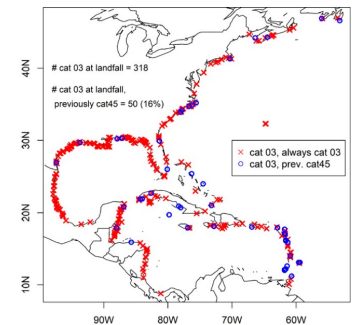 # cat 03 at landfall = 318
# cat 03 at landfall,
previously cat45 = 50 (16%)
40N
30N
20N
10N
cat 03, always cat 03
cat 03, prev. cat45
90W
80W
70W
60W